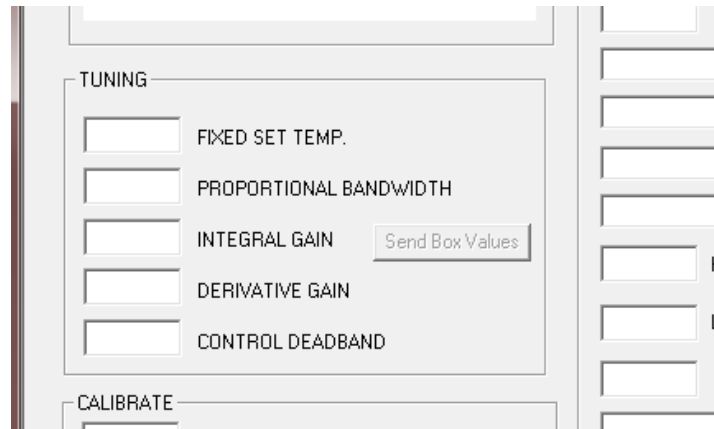 TUNING
FIXED SET TEMP.
PROPORTIONAL BANDWIDTH
INTEGRAL GAIN
Send Box Values
DERIVATIVE GAIN
CONTROL DEADBAND
CALIBRATE